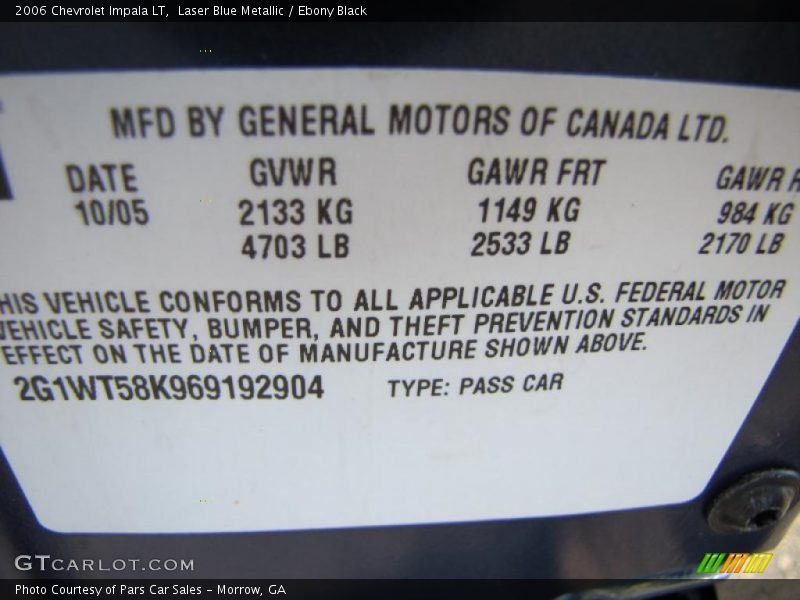 2006 Chevrolet Impala LT,  Laser Blue Metallic / Ebony Black
MFD BY GENERAL MOTORS OF CANADA LTD.
DATE GVWR GAWR FRT GAWR R
10/05 2133 KG 1149 KG 984 KG
4703 LB 2533 LB 2170 LB
HIS VEHICLE CONFORMS TO ALL APPLICABLE U.S. FEDERAL MOTOR
VEHICLE SAFETY, BUMPER, AND THEFT PREVENTION STANDARDS IN
EFFECT ON THE DATE OF MANUFACTURE SHOWN ABOVE.
2G1WT58K969192904 TYPE: PASS CAR
GTCARLOT.COM
Photo Courtesy of Pars Car Sales - Morrow, GA